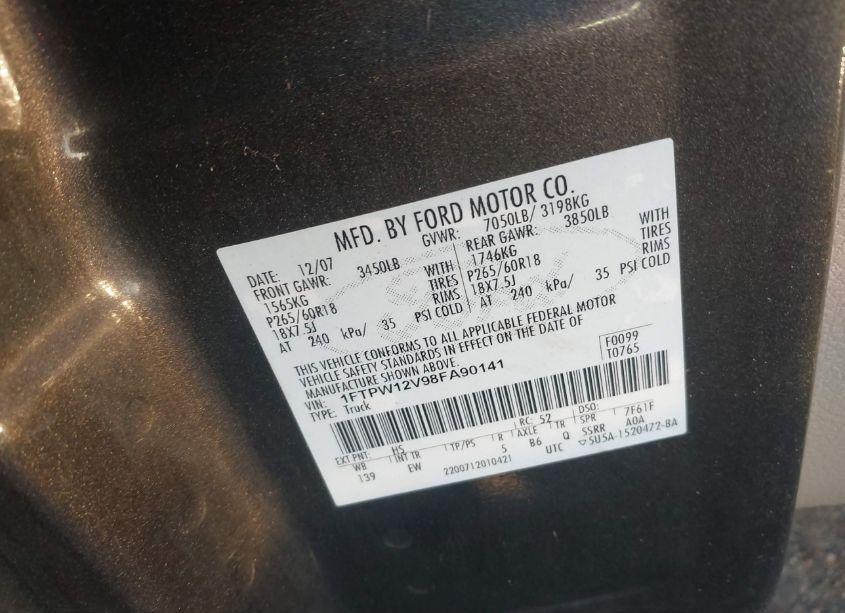 MFD. BY FORD MOTOR CO.
DATE: 12/07 GVWR: 7050LB/ 3198KG
FRONT GAWR: 3450LB REAR GAWR: 3850LB
1565KG WITH 1746KG WITH
P265/60R18 TIRES P265/60R18 TIRES
18X7.5J RIMS 18X7.5J RIMS
AT 240 kPa/ 35 PSI COLD AT 240 kPa/ 35 PSI COLD
THIS VEHICLE CONFORMS TO ALL APPLICABLE FEDERAL MOTOR
VEHICLE SAFETY STANDARDS IN EFFECT ON THE DATE OF
MANUFACTURE SHOWN ABOVE. F0099
VIN: 1FTPW12V98FA90141 T0765
TYPE: Truck
EXT PNT: HS RC: 52 7F61F
WB INT TR TP/PS R AXLE TR SPR A0A
139 EW 5 B6 Q SSRR
2200712010421 UTC ▽5U5A-1520472-BA